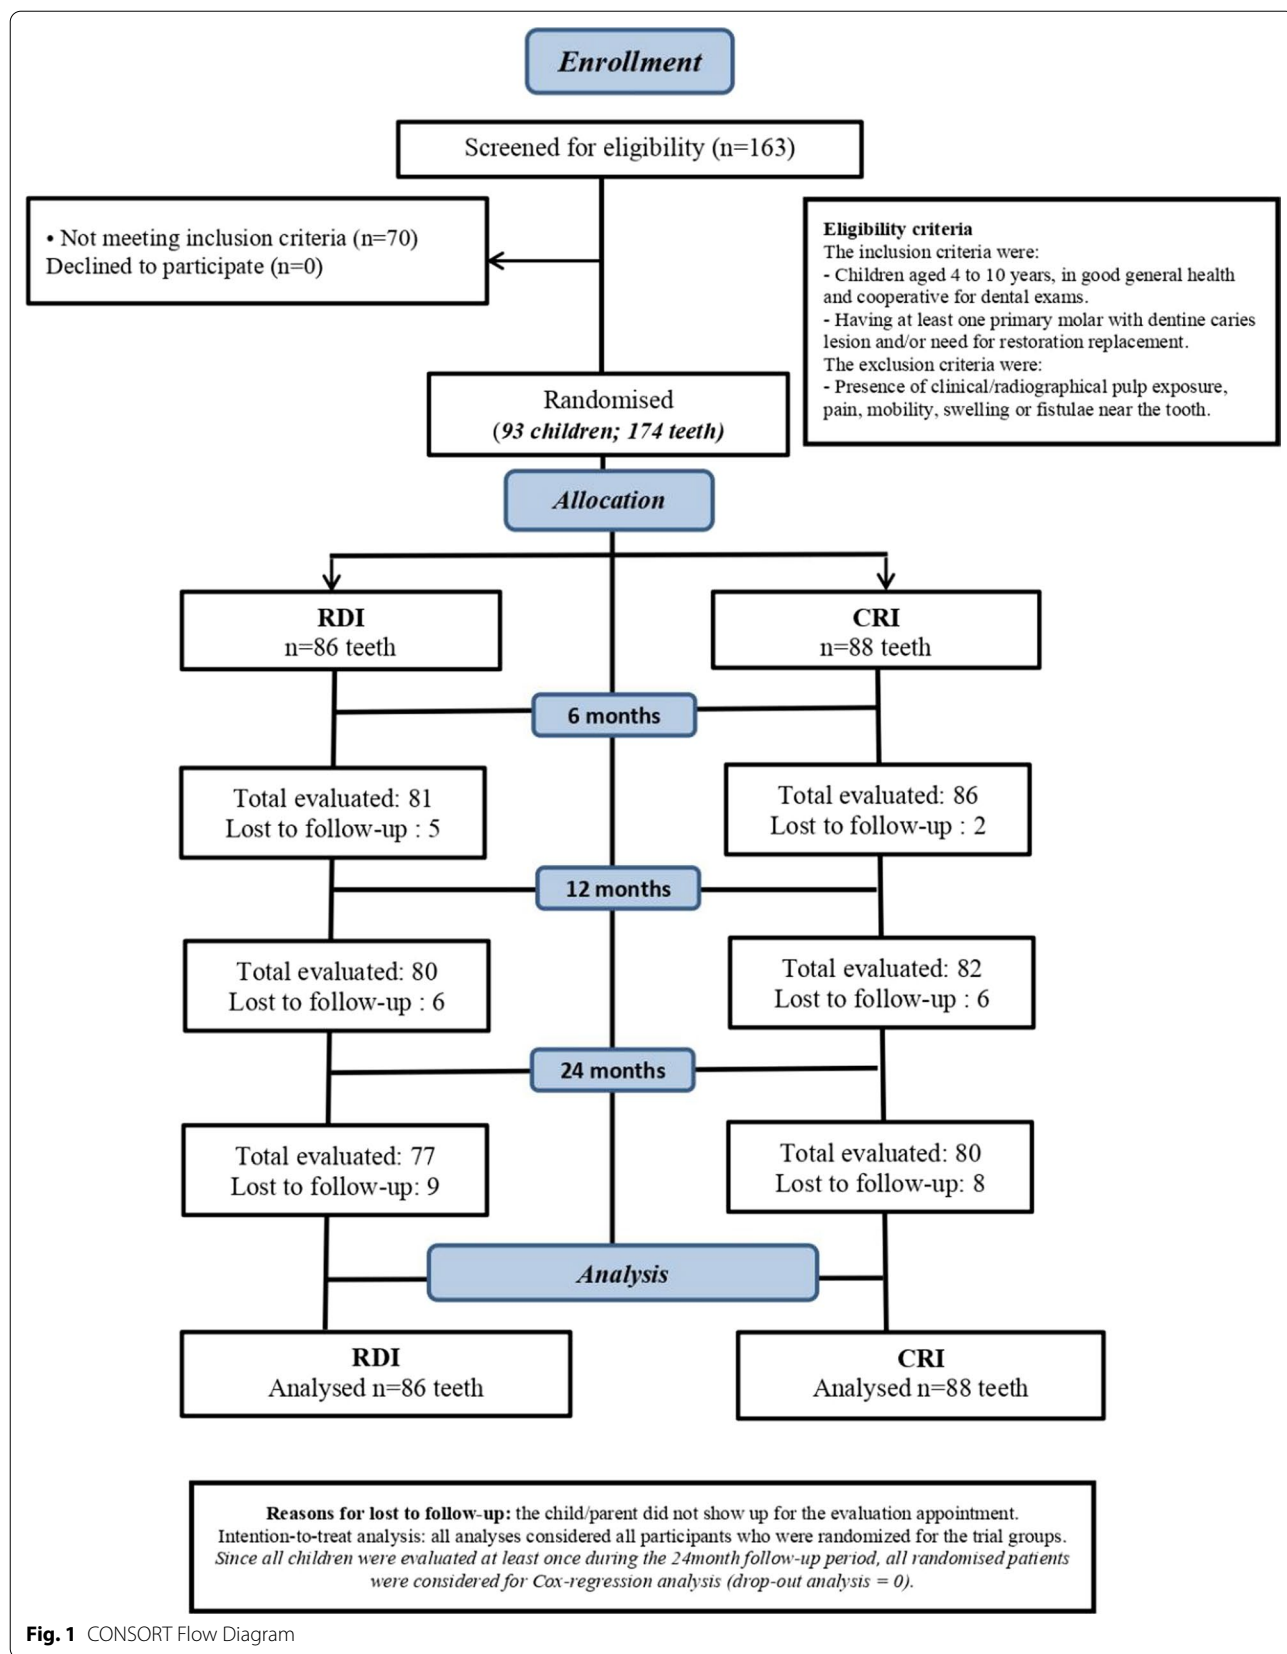 Enrollment
Screened for eligibility (n=163)
• Not meeting inclusion criteria (n=70)
Declined to participate (n=0)
Eligibility criteria
The inclusion criteria were:
- Children aged 4 to 10 years, in good general health
and cooperative for dental exams.
- Having at least one primary molar with dentine caries
lesion and/or need for restoration replacement.
The exclusion criteria were:
- Presence of clinical/radiographical pulp exposure,
pain, mobility, swelling or fistulae near the tooth.
Randomised
(93 children; 174 teeth)
Allocation
RDI
n=86 teeth
CRI
n=88 teeth
6 months
Total evaluated: 81
Lost to follow-up : 5
Total evaluated: 86
Lost to follow-up : 2
12 months
Total evaluated: 80
Lost to follow-up : 6
Total evaluated: 82
Lost to follow-up : 6
24 months
Total evaluated: 77
Lost to follow-up: 9
Total evaluated: 80
Lost to follow-up: 8
Analysis
RDI
Analysed n=86 teeth
CRI
Analysed n=88 teeth
Reasons for lost to follow-up: the child/parent did not show up for the evaluation appointment.
Intention-to-treat analysis: all analyses considered all participants who were randomized for the trial groups.
Since all children were evaluated at least once during the 24month follow-up period, all randomised patients
were considered for Cox-regression analysis (drop-out analysis = 0).
Fig. 1 CONSORT Flow Diagram